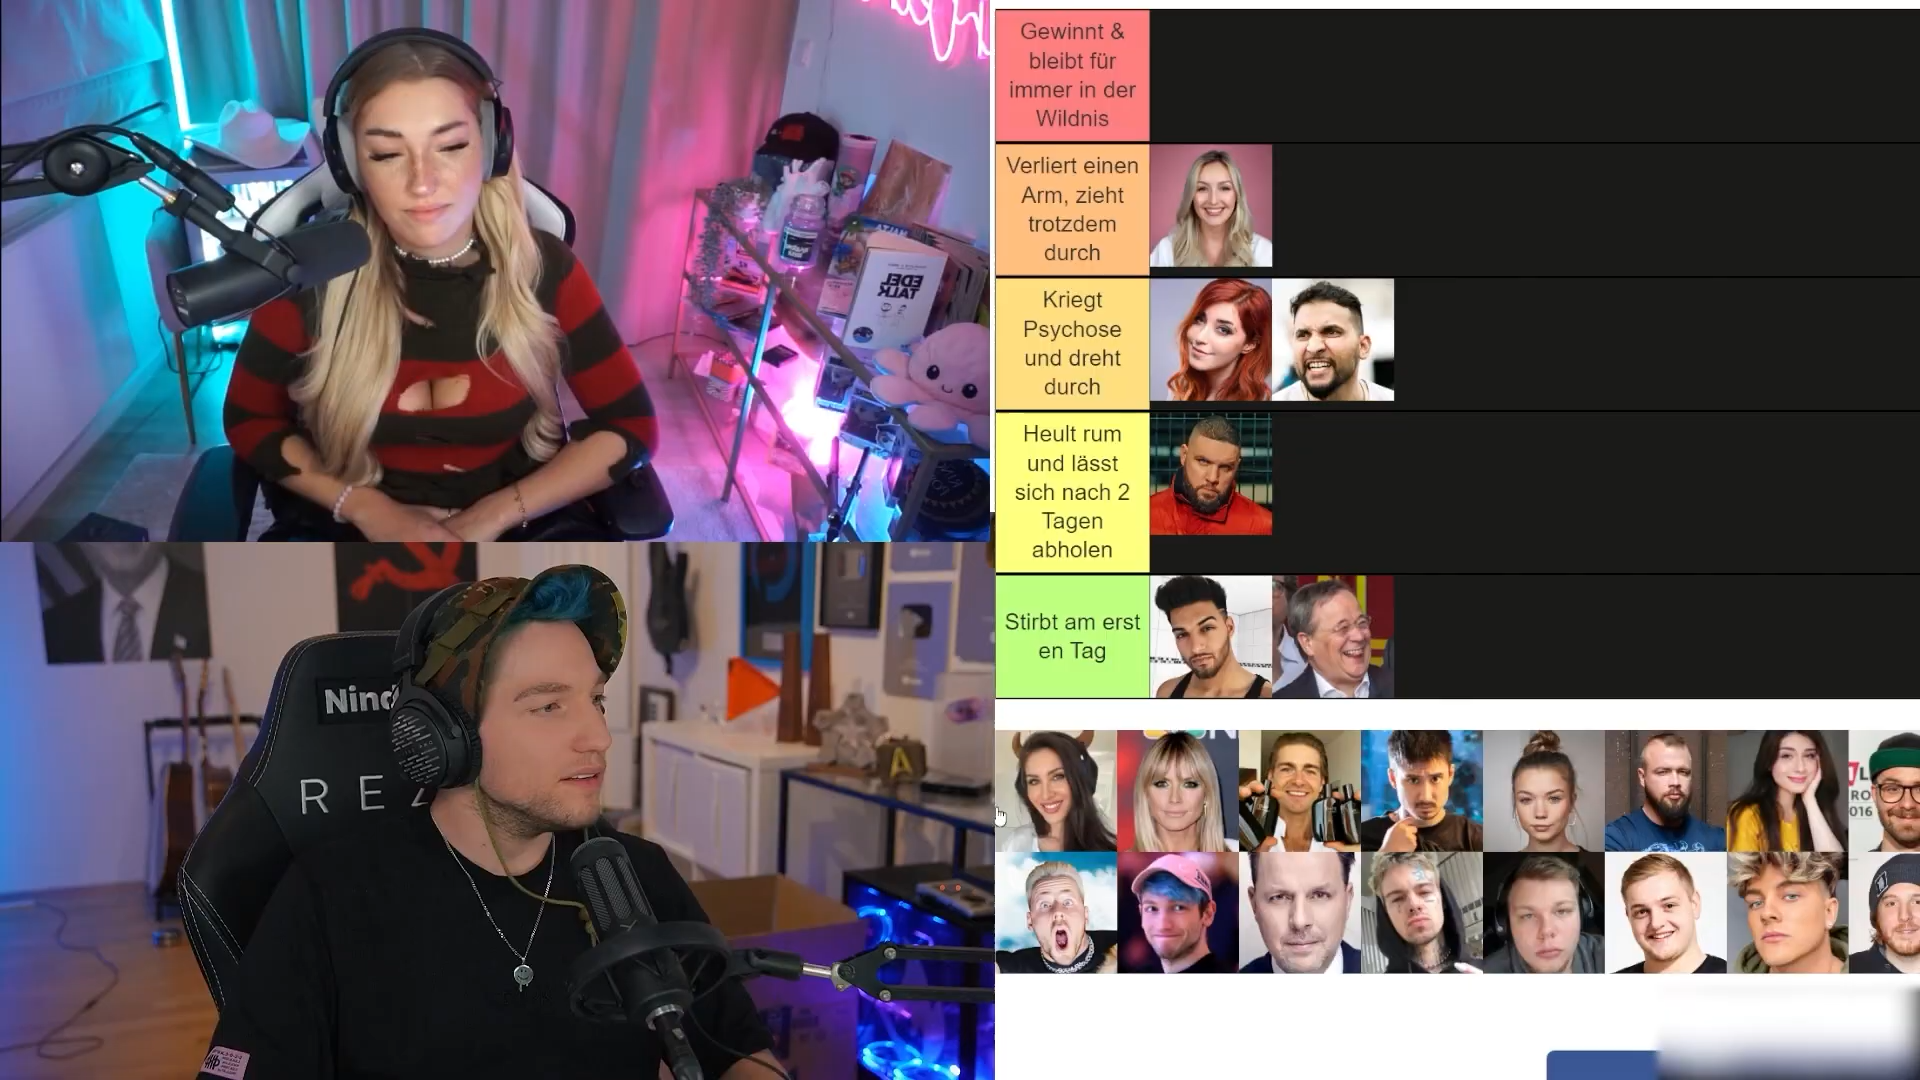 Gewinnt &
bleibt für
immer in der
Wildnis
Verliert einen
Arm, zieht
trotzdem
durch
Kriegt
Psychose
und dreht
durch
Heult rum
und lässt
sich nach 2
Tagen
abholen
Stirbt am erst
en Tag
EDEL
TALK
A
016